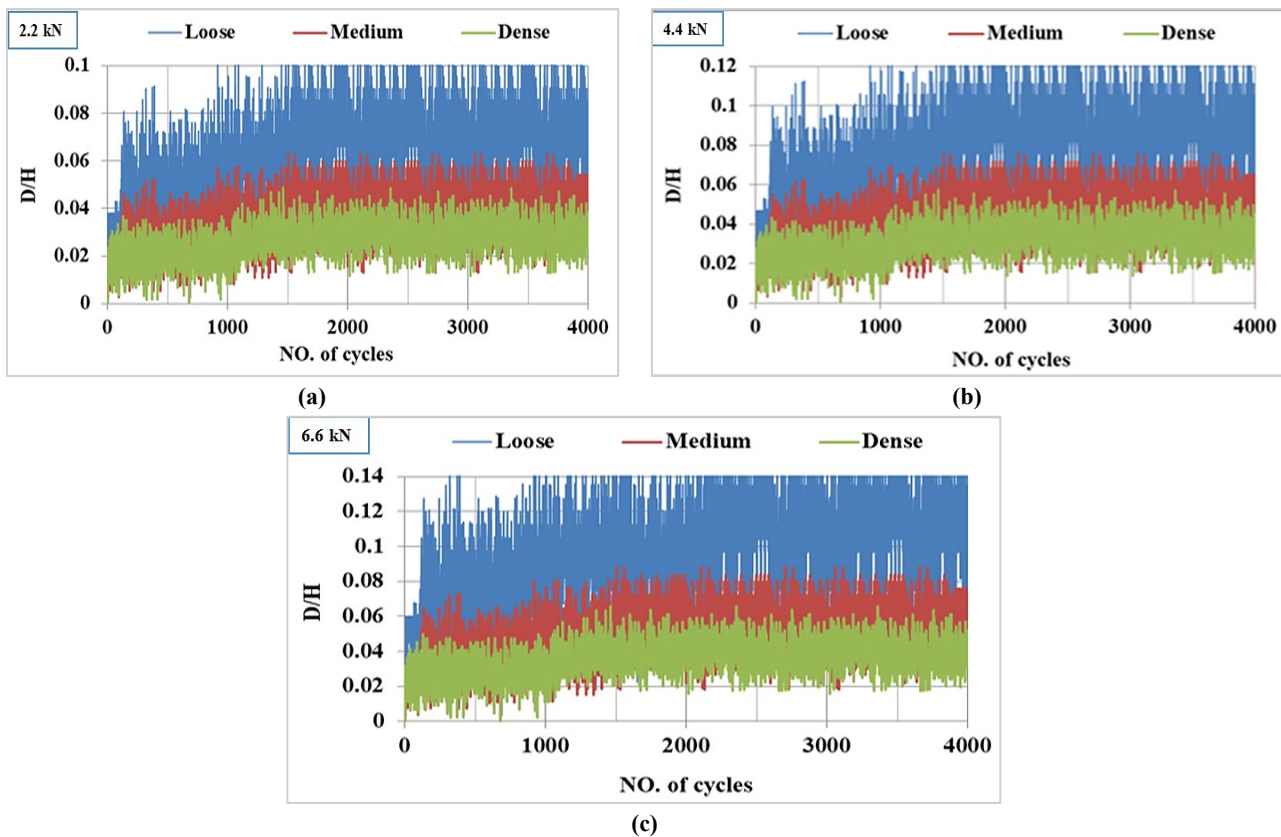 2.2 kN
Loose Medium Dense
0.1
0.08
0.06
0.04
0.02
0
D/H
0 1000 2000 3000 4000
NO. of cycles
(a)
4.4 kN
Loose Medium Dense
0.12
0.1
0.08
0.06
0.04
0.02
0
D/H
0 1000 2000 3000 4000
NO. of cycles
(b)
6.6 kN
Loose Medium Dense
0.14
0.12
0.1
0.08
0.06
0.04
0.02
0
D/H
0 1000 2000 3000 4000
NO. of cycles
(c)